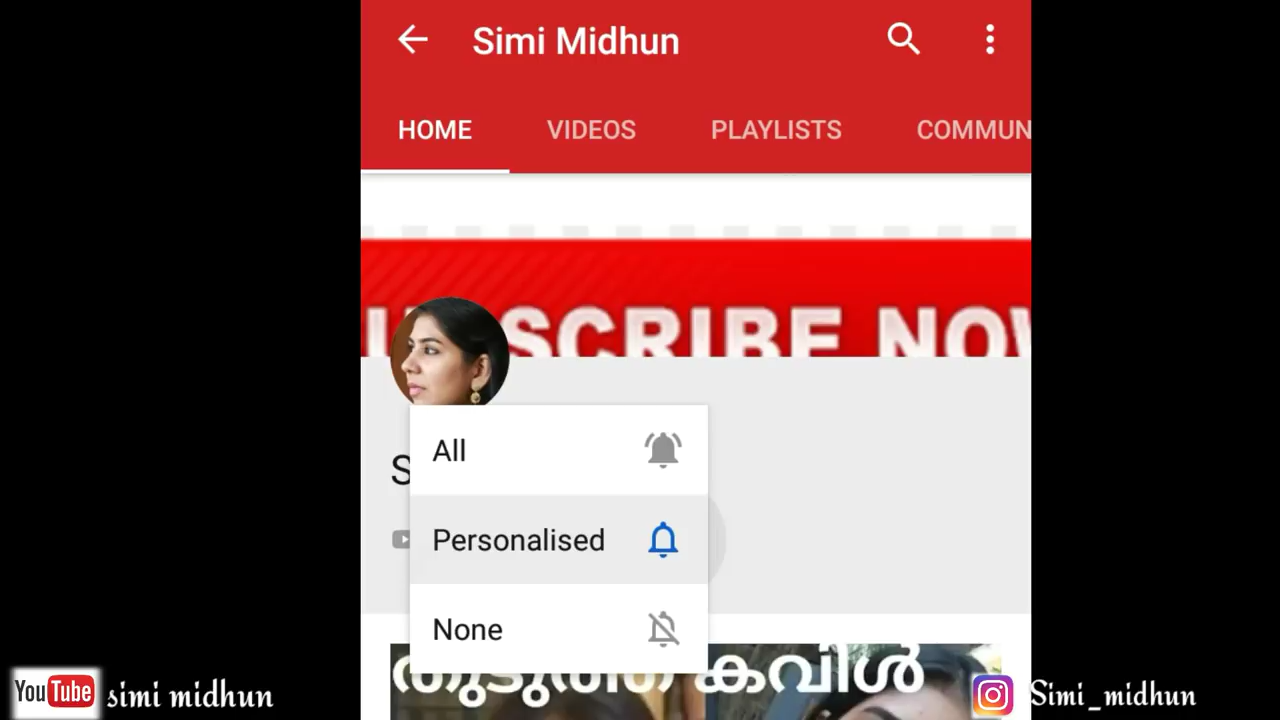 Simi Midhun
HOME VIDEOS PLAYLISTS COMMUN
SCRIBE NOW
All
S
Personalised
None
തുടുത്ത കവിൾ
YouTube simi midhun
Simi_midhun